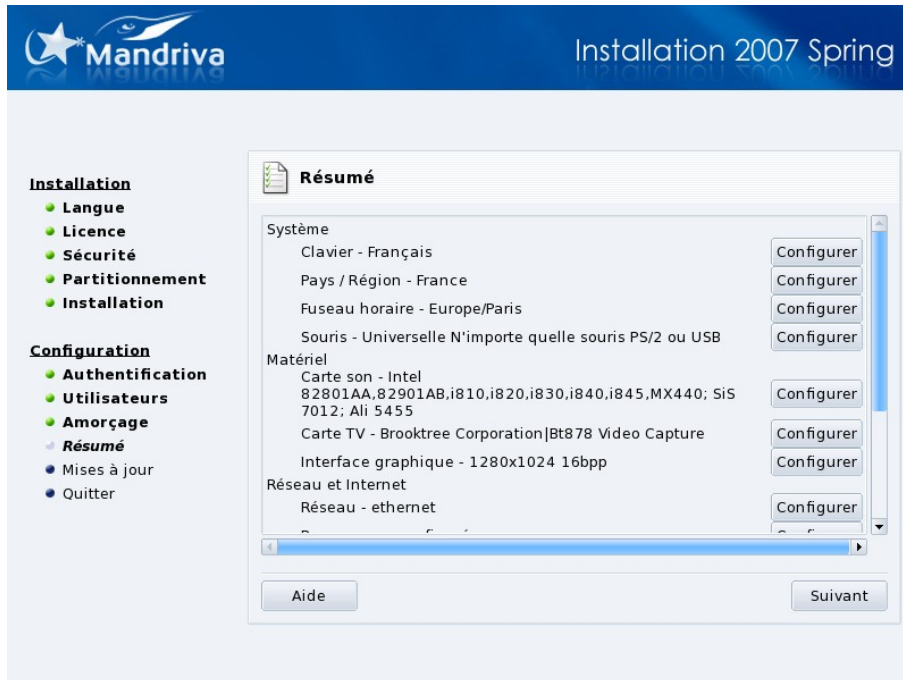 Mandriva
Installation 2007 Spring
Installation
Langue
Licence
Sécurité
Partitionnement
Installation
Configuration
Authentification
Utilisateurs
Amorçage
Résumé
Mises à jour
Quitter
Résumé
Système
Clavier - Français
Configurer
Pays / Région - France
Configurer
Fuseau horaire - Europe/Paris
Configurer
Souris - Universelle N'importe quelle souris PS/2 ou USB
Configurer
Matériel
Carte son - Intel
82801AA,82901AB,i810,i820,i830,i840,i845,MX440; SiS
7012; Ali 5455
Configurer
Carte TV - Brooktree Corporation|Bt878 Video Capture
Configurer
Interface graphique - 1280x1024 16bpp
Configurer
Réseau et Internet
Réseau - ethernet
Configurer
Aide
Suivant